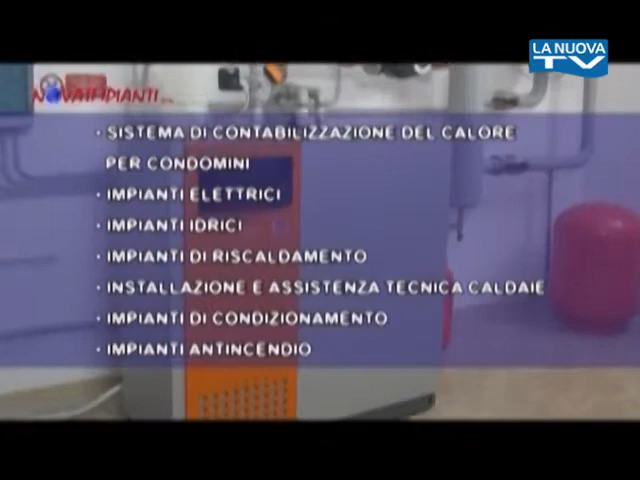 LA NUOVA
TV
NOVAIMPIANTI
· SISTEMA DI CONTABILIZZAZIONE DEL CALORE
PER CONDOMINI
· IMPIANTI ELETTRICI
· IMPIANTI IDRICI
· IMPIANTI DI RISCALDAMENTO
· INSTALLAZIONE E ASSISTENZA TECNICA CALDAIE
· IMPIANTI DI CONDIZIONAMENTO
· IMPIANTI ANTINCENDIO